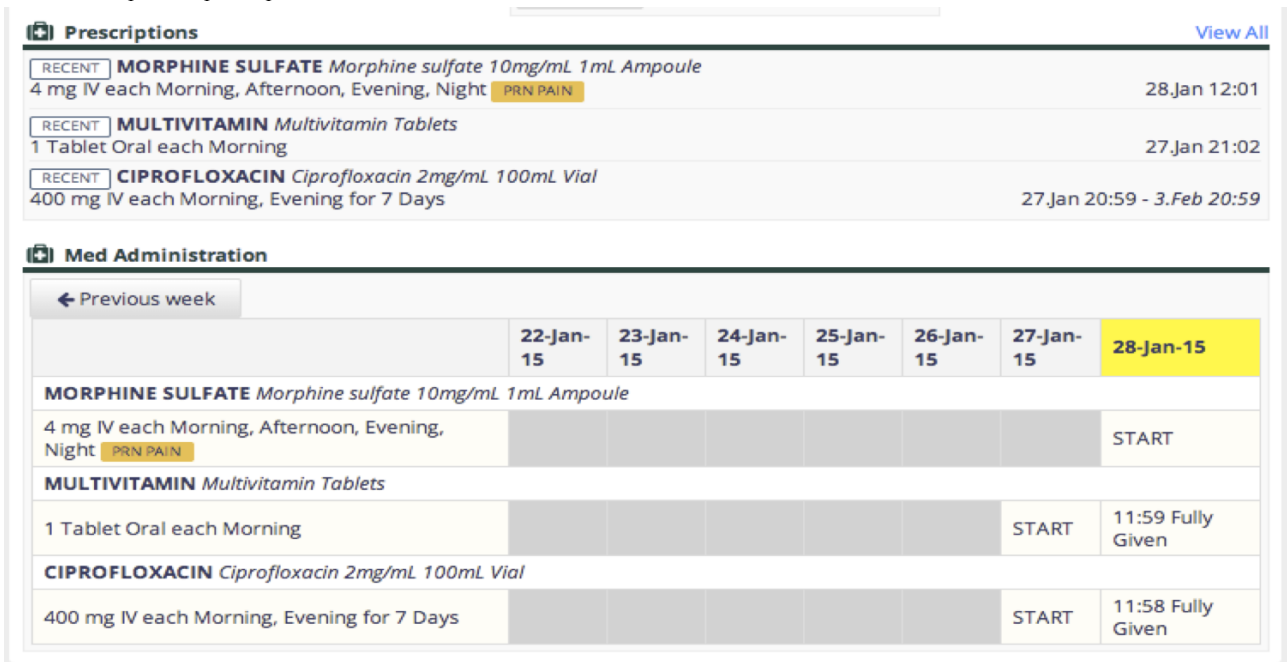 Prescriptions View All
RECENT MORPHINE SULFATE Morphine sulfate 10mg/mL 1mL Ampoule
4 mg IV each Morning, Afternoon, Evening, Night PRN PAIN 28.Jan 12:01
RECENT MULTIVITAMIN Multivitamin Tablets
1 Tablet Oral each Morning 27.Jan 21:02
RECENT CIPROFLOXACIN Ciprofloxacin 2mg/mL 100mL Vial
400 mg IV each Morning, Evening for 7 Days 27.Jan 20:59 - 3.Feb 20:59
Med Administration
← Previous week
22-Jan-15 23-Jan-15 24-Jan-15 25-Jan-15 26-Jan-15 27-Jan-15 28-Jan-15
MORPHINE SULFATE Morphine sulfate 10mg/mL 1mL Ampoule
4 mg IV each Morning, Afternoon, Evening,
Night PRN PAIN START
MULTIVITAMIN Multivitamin Tablets
1 Tablet Oral each Morning START 11:59 Fully Given
CIPROFLOXACIN Ciprofloxacin 2mg/mL 100mL Vial
400 mg IV each Morning, Evening for 7 Days START 11:58 Fully Given